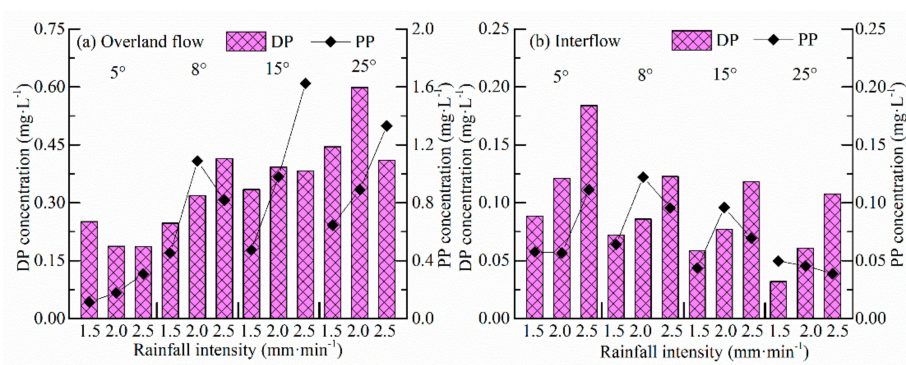 (a) Overland flow DP PP
5° 8° 15° 25°
DP concentration (mg·L-1)
0.75
0.60
0.45
0.30
0.15
0.00
PP concentration (mg·L-1)
2.0
1.6
1.2
0.8
0.4
0.0
1.5 2.0 2.5 1.5 2.0 2.5 1.5 2.0 2.5 1.5 2.0 2.5
Rainfall intensity (mm·min-1)
(b) Interflow DP PP
5° 8° 15° 25°
DP concentration (mg·L-1)
0.25
0.20
0.15
0.10
0.05
0.00
PP concentration (mg·L-1)
0.25
0.20
0.15
0.10
0.05
0.00
1.5 2.0 2.5 1.5 2.0 2.5 1.5 2.0 2.5 1.5 2.0 2.5
Rainfall intensity (mm·min-1)